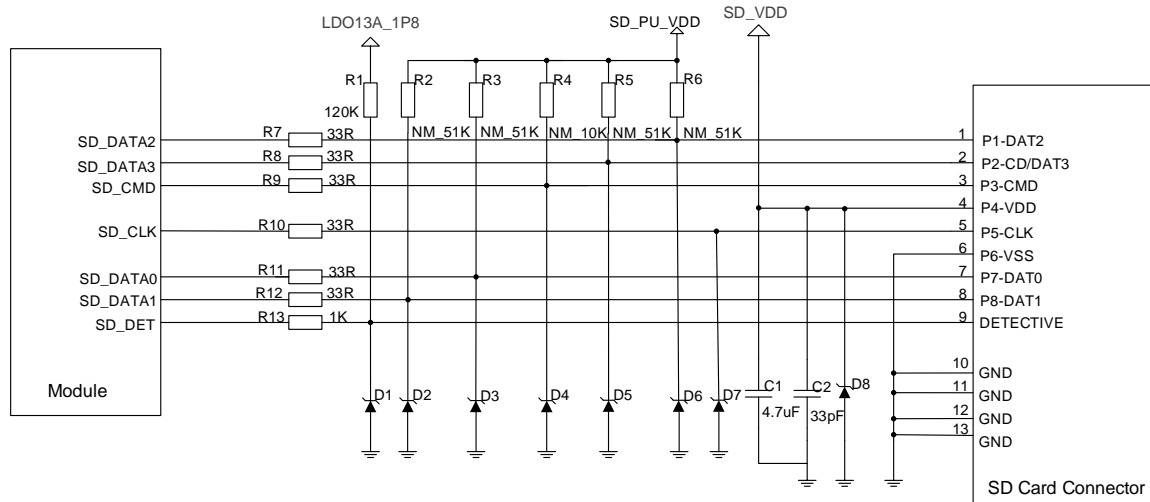 LDO13A_1P8
SD_PU_VDD
SD_VDD
R1
R2
R3
R4
R5
R6
120K
NM_51K
NM_51K
NM_10K
NM_51K
NM_51K
SD_DATA2
R7
33R
1
P1-DAT2
SD_DATA3
R8
33R
2
P2-CD/DAT3
SD_CMD
R9
33R
3
P3-CMD
4
P4-VDD
SD_CLK
R10
33R
5
P5-CLK
6
P6-VSS
SD_DATA0
R11
33R
7
P7-DAT0
SD_DATA1
R12
33R
8
P8-DAT1
SD_DET
R13
1K
9
DETECTIVE
10
GND
11
GND
12
GND
13
GND
Module
D1
D2
D3
D4
D5
D6
D7
C1
4.7uF
C2
33pF
D8
SD Card Connector